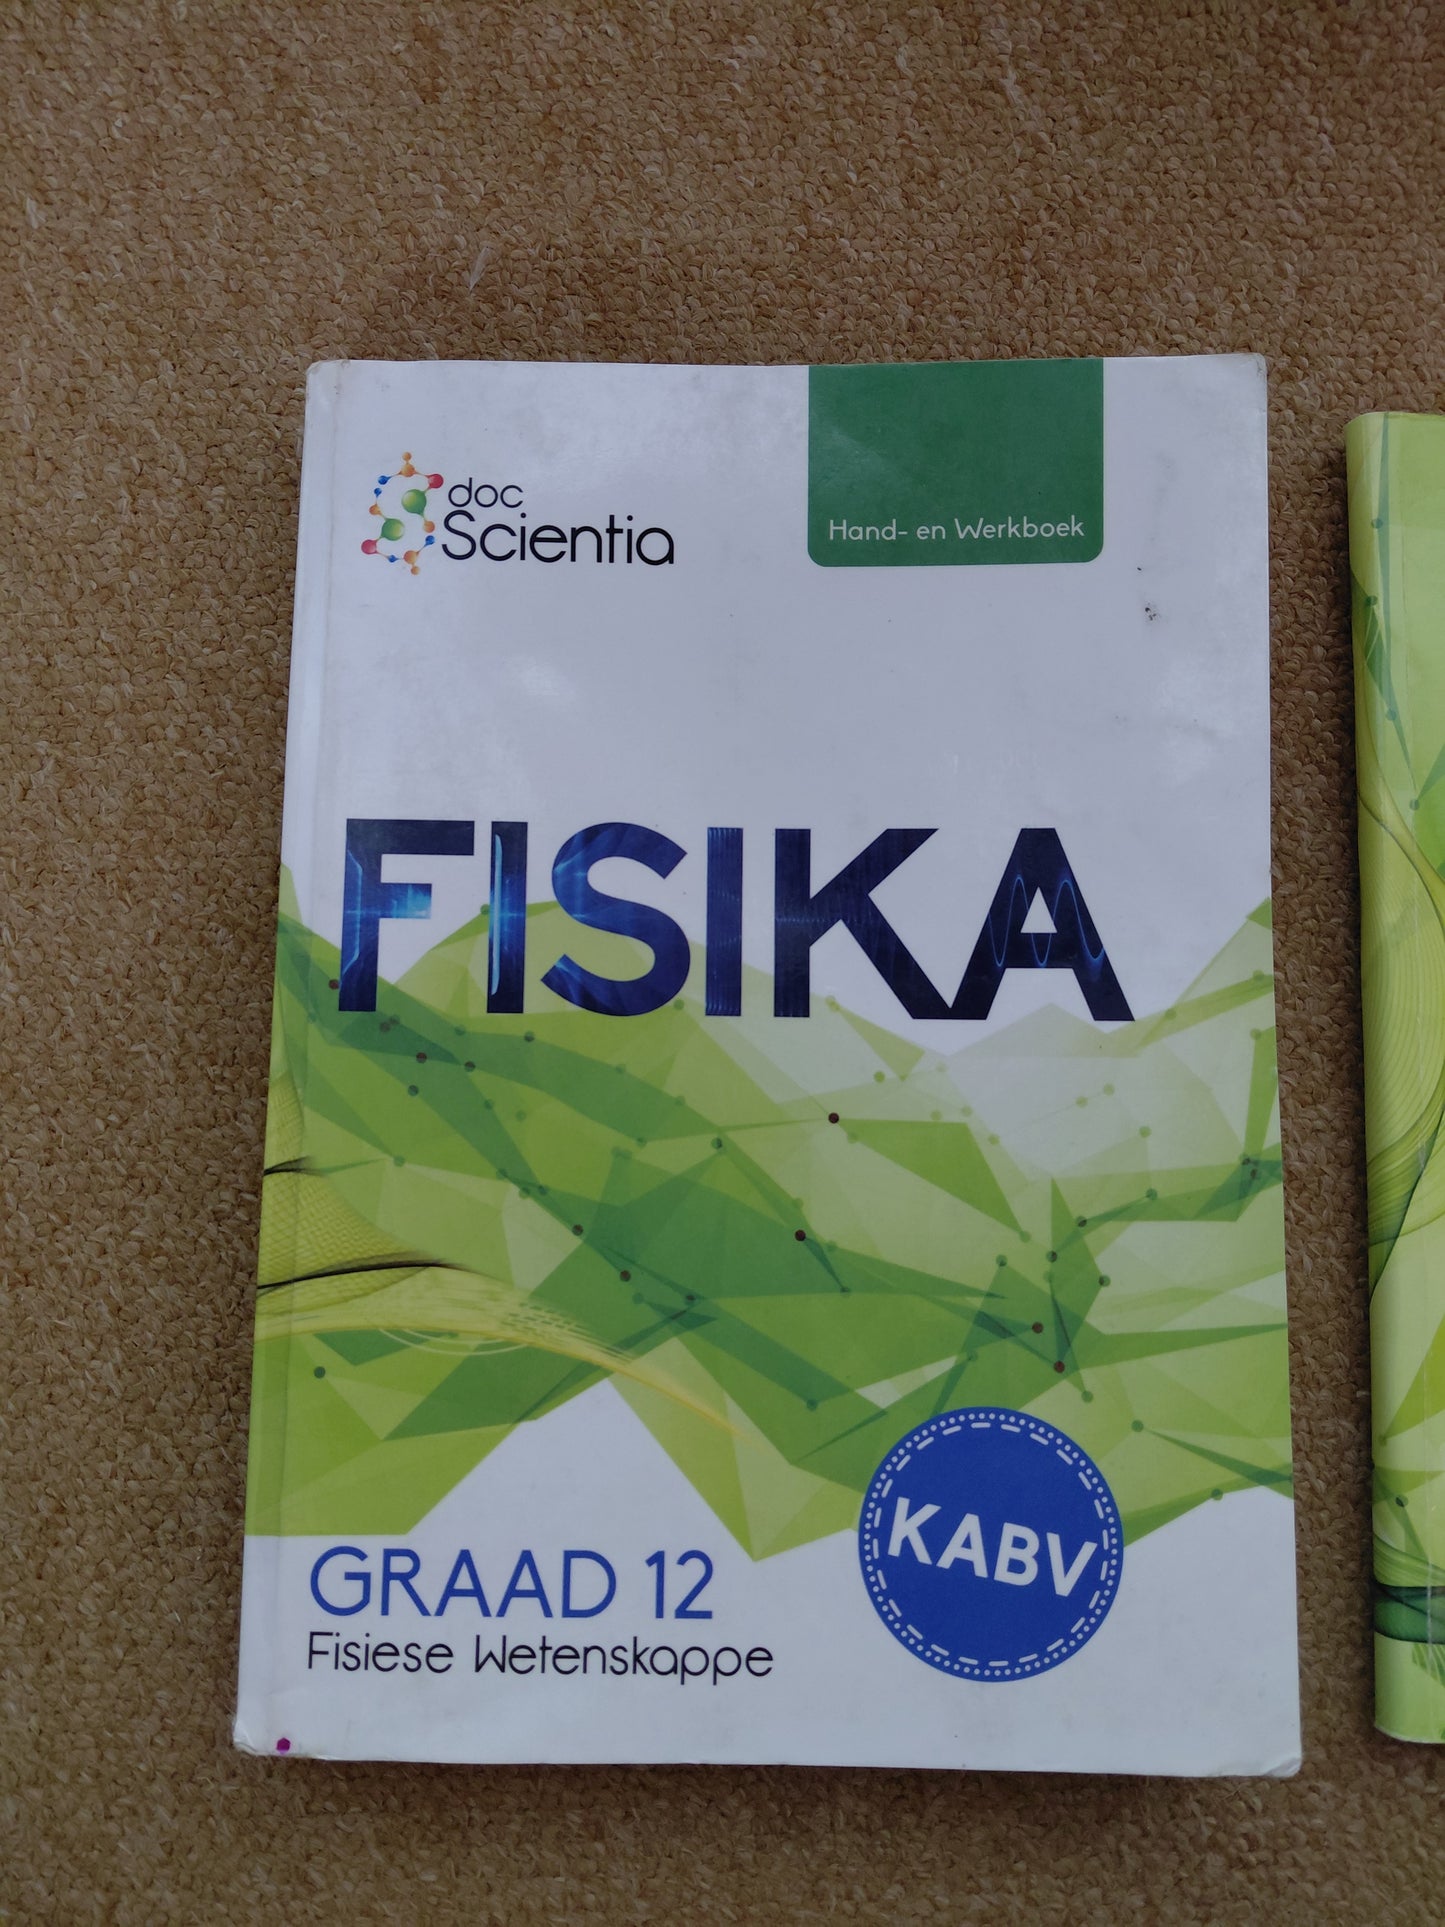 doc
Scientia
Hand- en Werkboek
FISIKA
GRAAD 12
Fisiese Wetenskappe
KABV